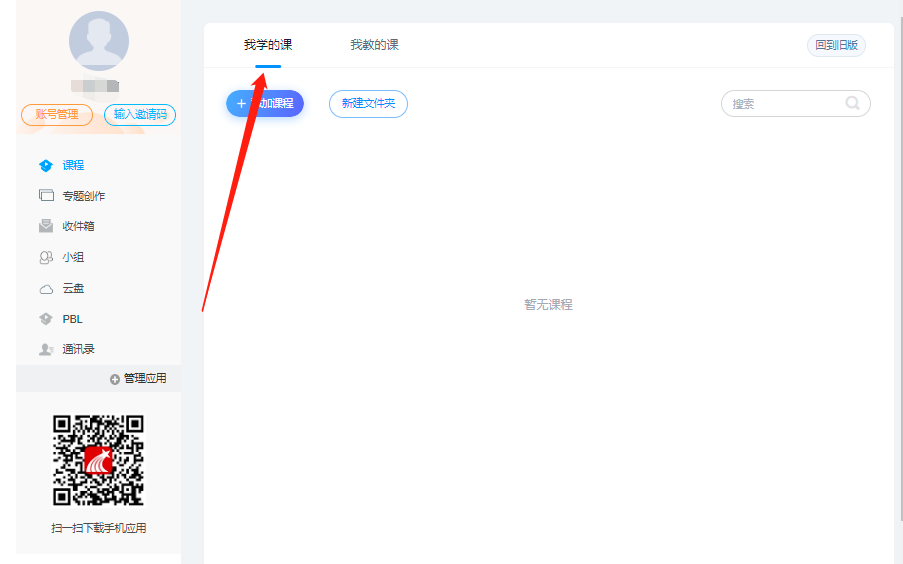 我学的课
我教的课
回到旧版
账号管理
输入邀请码
加课程
新建文件夹
搜索
课程
专题创作
收件箱
小组
云盘
PBL
通讯录
管理应用
暂无课程
扫一扫下载手机应用